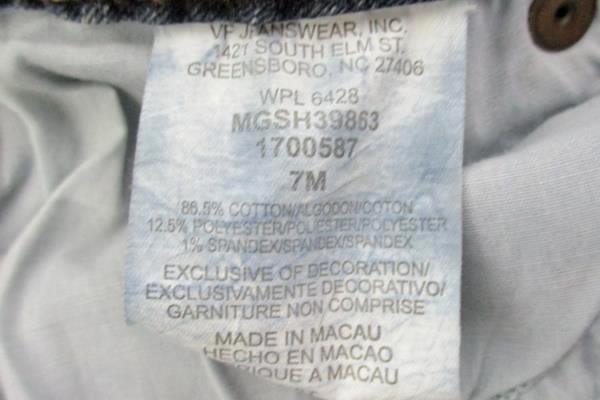 VF JEANSWEAR, INC.
1421 SOUTH ELM ST.
GREENSBORO, NC 27406
WPL 6428
MGSH39863
1700587
7M
86.5% COTTON/ALGODON/COTON
12.5% POLYESTER/POLIESTER/POLYESTER
1% SPANDEX/SPANDEX/SPANDEX
EXCLUSIVE OF DECORATION/
EXCLUSIVAMENTE DECORATIVO/
GARNITURE NON COMPRISE
MADE IN MACAU
HECHO EN MACAO
RIQUE A MACAU